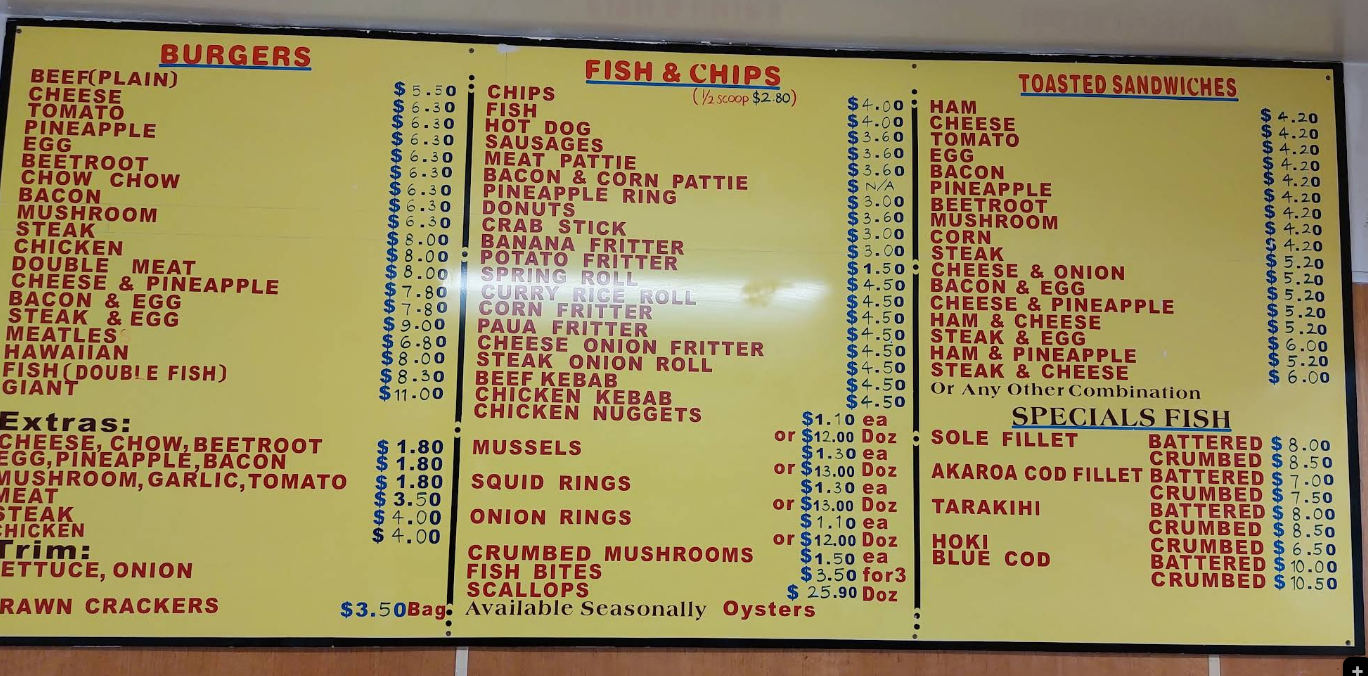 BURGERS
BEEF(PLAIN) $5.50
CHEESE $6.30
TOMATO $6.30
PINEAPPLE $6.30
EGG $6.30
BEETROOT $6.30
CHOW CHOW $6.30
BACON $6.30
MUSHROOM $6.30
STEAK $8.00
CHICKEN $8.00
DOUBLE MEAT $8.00
CHEESE & PINEAPPLE $7.80
BACON & EGG $7.80
STEAK & EGG $9.00
MEATLES $6.80
HAWAIIAN $8.00
FISH(DOUBLE FISH) $8.30
GIANT $11.00
Extras:
CHEESE, CHOW, BEETROOT $1.80
EGG, PINEAPPLE, BACON $1.80
MUSHROOM, GARLIC, TOMATO $1.80
MEAT $3.50
STEAK $4.00
CHICKEN $4.00
Trim:
ETTUCE, ONION
RAWN CRACKERS $3.50 Bag
FISH & CHIPS
(1/2 SCOOP $2.80)
CHIPS $4.00
FISH $4.00
HOT DOG $3.60
SAUSAGES $3.60
MEAT PATTIE $3.60
BACON & CORN PATTIE $ N/A
PINEAPPLE RING $3.00
DONUTS $3.60
CRAB STICK $3.00
BANANA FRITTER $3.00
POTATO FRITTER $1.50
SPRING ROLL $4.50
CURRY RICE ROLL $4.50
CORN FRITTER $4.50
PAUA FRITTER $4.50
CHEESE ONION FRITTER $4.50
STEAK ONION ROLL $4.50
BEEF KEBAB $4.50
CHICKEN KEBAB $4.50
CHICKEN NUGGETS $1.10 ea
or $12.00 Doz
MUSSELS $1.30 ea
or $13.00 Doz
SQUID RINGS $1.30 ea
or $13.00 Doz
ONION RINGS $1.10 ea
or $12.00 Doz
CRUMBED MUSHROOMS $1.50 ea
FISH BITES $3.50 for3
SCALLOPS $25.90 Doz
Available Seasonally Oysters
TOASTED SANDWICHES
HAM $4.20
CHEESE $4.20
TOMATO $4.20
EGG $4.20
BACON $4.20
PINEAPPLE $4.20
BEETROOT $4.20
MUSHROOM $4.20
CORN $4.20
STEAK $5.20
CHEESE & ONION $5.20
BACON & EGG $5.20
CHEESE & PINEAPPLE $5.20
HAM & CHEESE $5.20
STEAK & EGG $6.00
HAM & PINEAPPLE $5.20
STEAK & CHEESE $6.00
Or Any Other Combination
SPECIALS FISH
SOLE FILLET BATTERED $8.00
CRUMBED $8.50
AKAROA COD FILLET BATTERED $7.00
CRUMBED $7.50
TARAKIHI BATTERED $8.00
CRUMBED $8.50
HOKI CRUMBED $6.50
BLUE COD BATTERED $10.00
CRUMBED $10.50